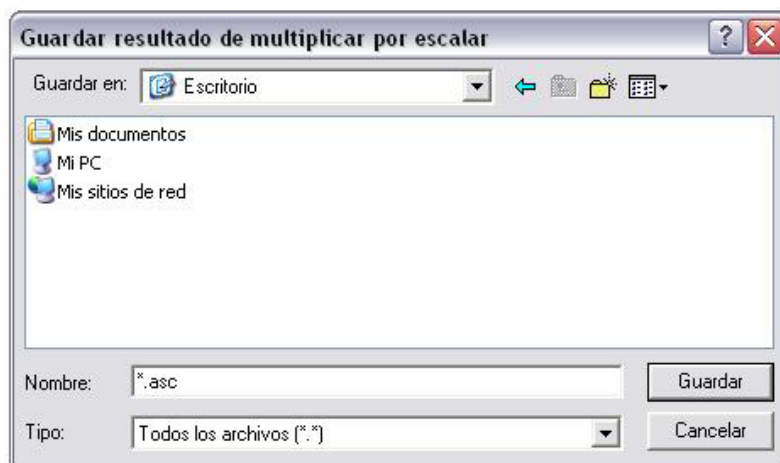 Guardar resultado de multiplicar por escalar
Guardar en: Escritorio
Mis documentos
Mi PC
Mis sitios de red
Nombre: *.asc Guardar
Tipo: Todos los archivos (*.*) Cancelar